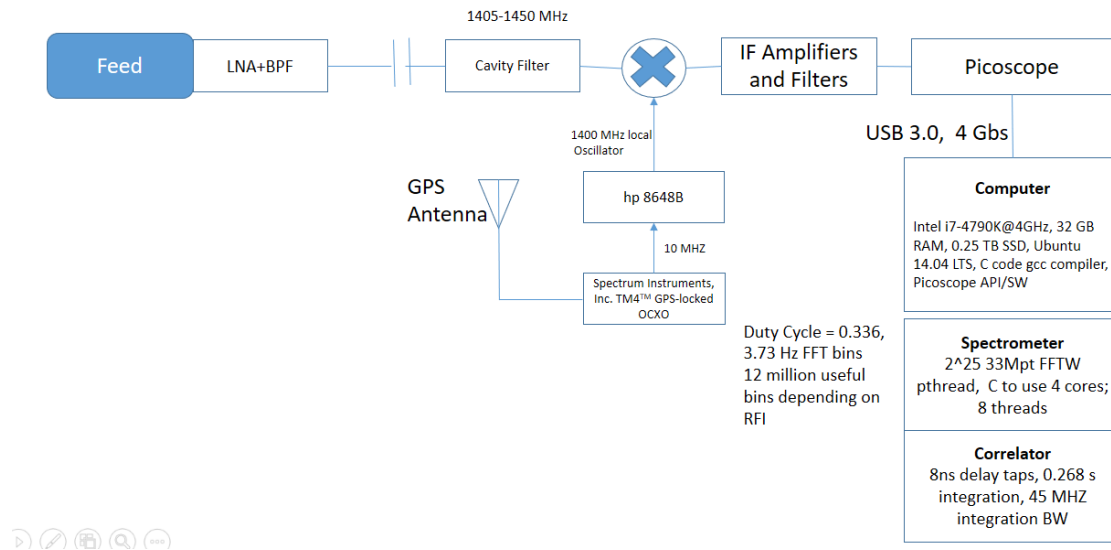 1405-1450 MHz
Feed
LNA+BPF
Cavity Filter
IF Amplifiers
and Filters
Picoscope
1400 MHz local
Oscillator
USB 3.0,  4 Gbs
GPS
Antenna
hp 8648B
10 MHZ
Spectrum Instruments,
Inc. TM4™ GPS-locked
OCXO
Computer
Intel i7-4790K@4GHz, 32 GB
RAM, 0.25 TB SSD, Ubuntu
14.04 LTS, C code gcc compiler,
Picoscope API/SW
Duty Cycle = 0.336,
3.73 Hz FFT bins
12 million useful
bins depending on
RFI
Spectrometer
2^25 33Mpt FFTW
pthread,  C to use 4 cores;
8 threads
Correlator
8ns delay taps, 0.268 s
integration, 45 MHZ
integration BW